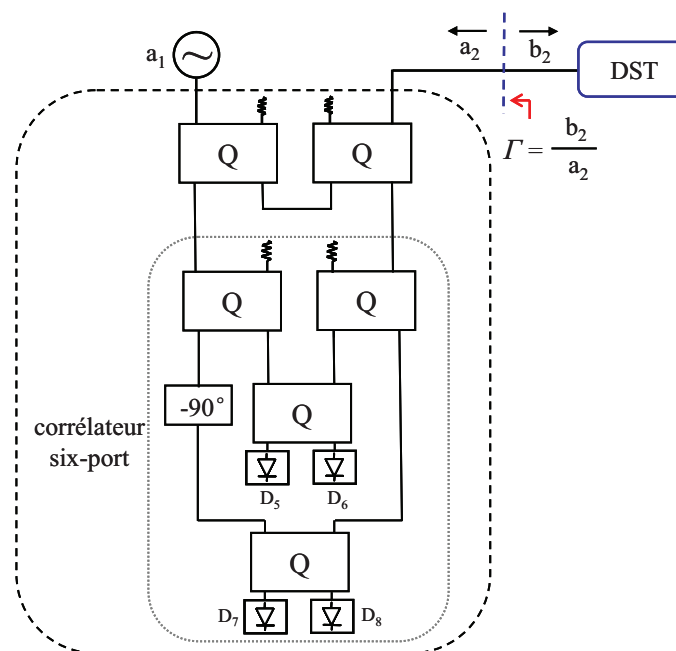 a₁
a₂
b₂
DST
Q
Q
Γ = b₂ / a₂
Q
Q
-90°
Q
corrélateur
six-port
D₅
D₆
Q
D₇
D₈